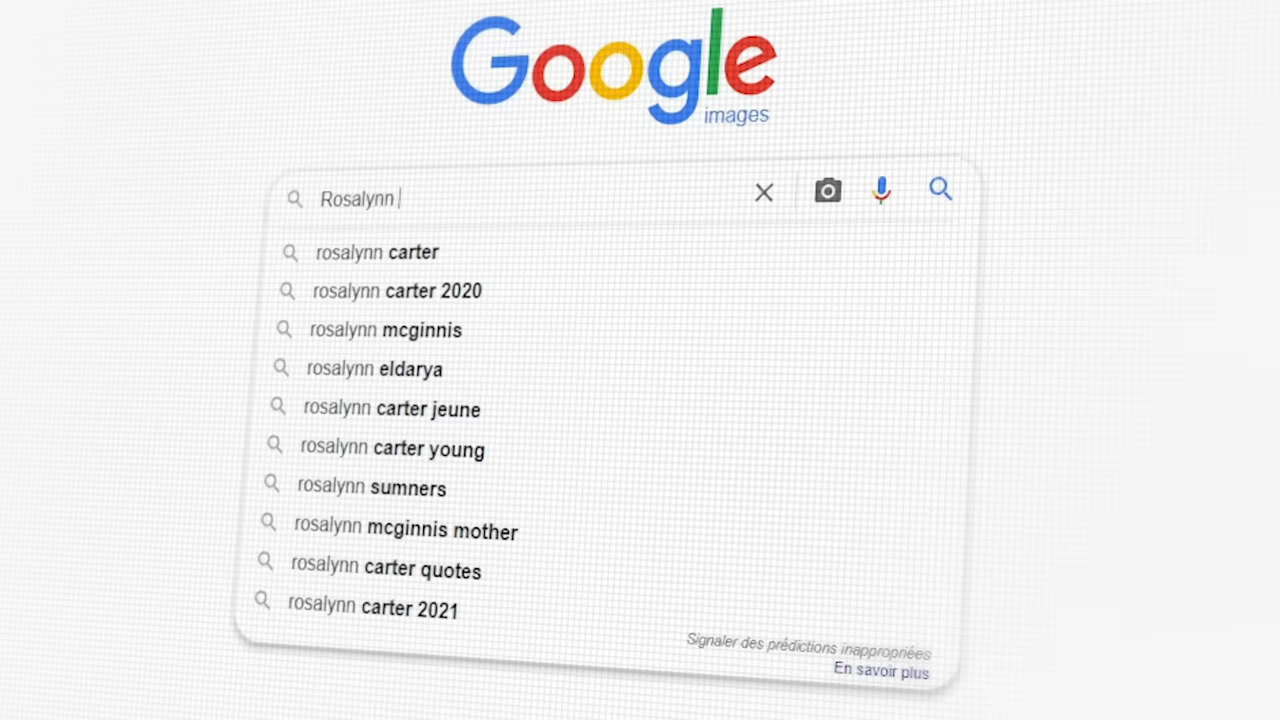 Google
images
Rosalynn
rosalynn carter
rosalynn carter 2020
rosalynn mcginnis
rosalynn eldarya
rosalynn carter jeune
rosalynn carter young
rosalynn sumners
rosalynn mcginnis mother
rosalynn carter quotes
rosalynn carter 2021
Signaler des prédictions inappropriées
En savoir plus